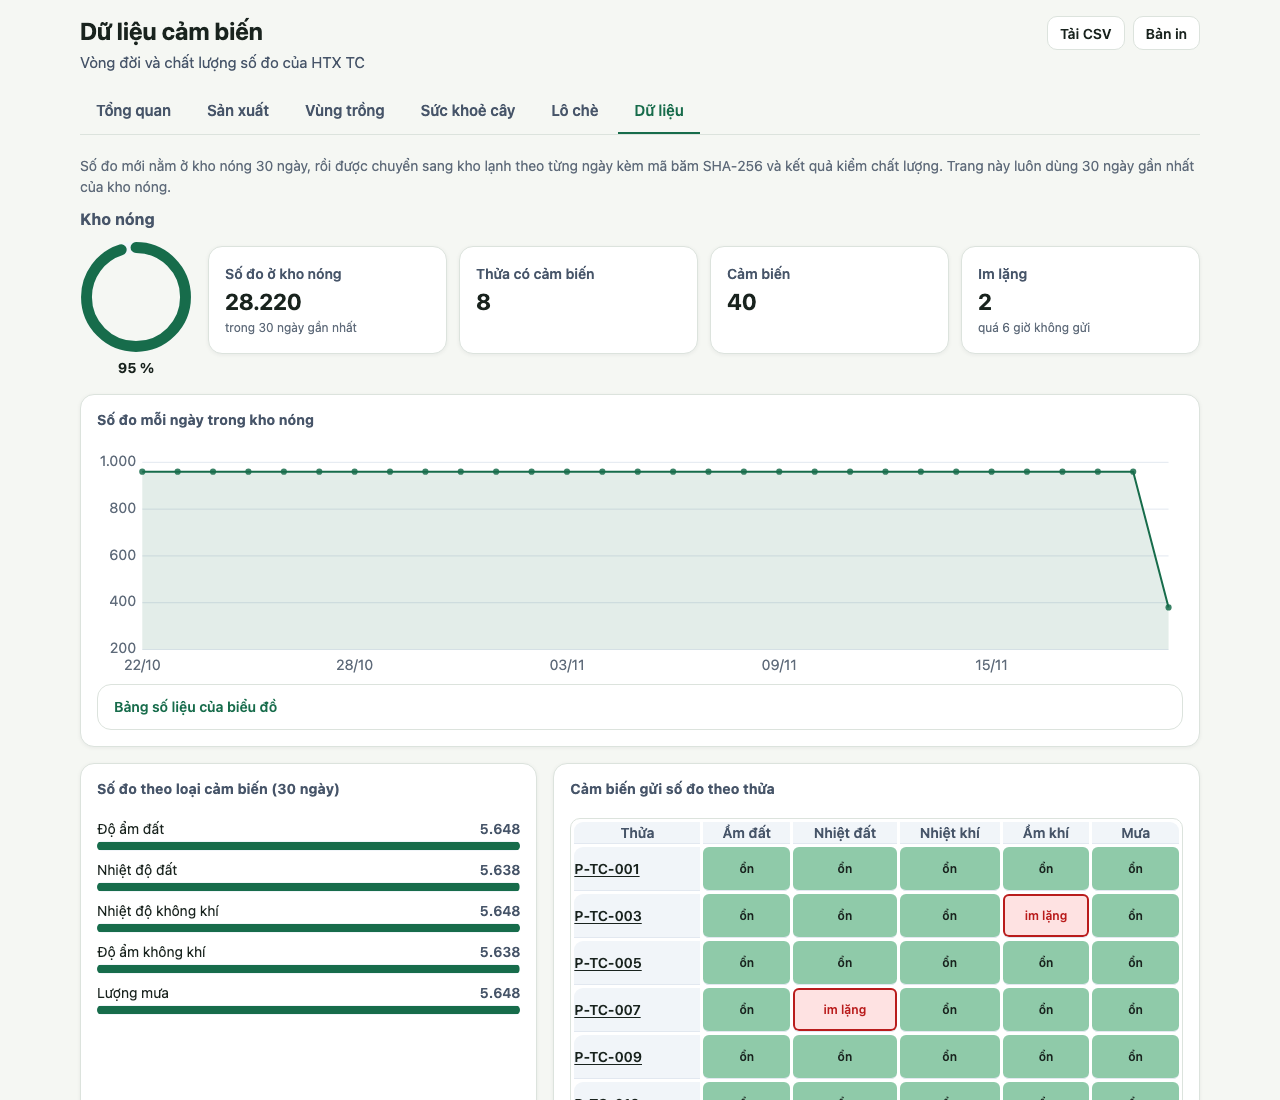 Dữ liệu cảm biến
Tải CSV
Bản in
Vòng đời và chất lượng số đo của HTX TC
Tổng quan
Sản xuất
Vùng trồng
Sức khoẻ cây
Lô chè
Dữ liệu
Số đo mới nằm ở kho nóng 30 ngày, rồi được chuyển sang kho lạnh theo từng ngày kèm mã băm SHA-256 và kết quả kiểm chất lượng. Trang này luôn dùng 30 ngày gần nhất
của kho nóng.
Kho nóng
95 %
Số đo ở kho nóng
28.220
trong 30 ngày gần nhất
Thửa có cảm biến
8
Cảm biến
40
Im lặng
2
quá 6 giờ không gửi
Số đo mỗi ngày trong kho nóng
1.000
800
600
400
200
22/10
28/10
03/11
09/11
15/11
Bảng số liệu của biểu đồ
Số đo theo loại cảm biến (30 ngày)
Độ ẩm đất 5.648
Nhiệt độ đất 5.638
Nhiệt độ không khí 5.648
Độ ẩm không khí 5.638
Lượng mưa 5.648
Cảm biến gửi số đo theo thửa
Thửa Ẩm đất Nhiệt đất Nhiệt khí Ẩm khí Mưa
P-TC-001 ổn ổn ổn ổn ổn
P-TC-003 ổn ổn ổn im lặng ổn
P-TC-005 ổn ổn ổn ổn ổn
P-TC-007 ổn im lặng ổn ổn ổn
P-TC-009 ổn ổn ổn ổn ổn